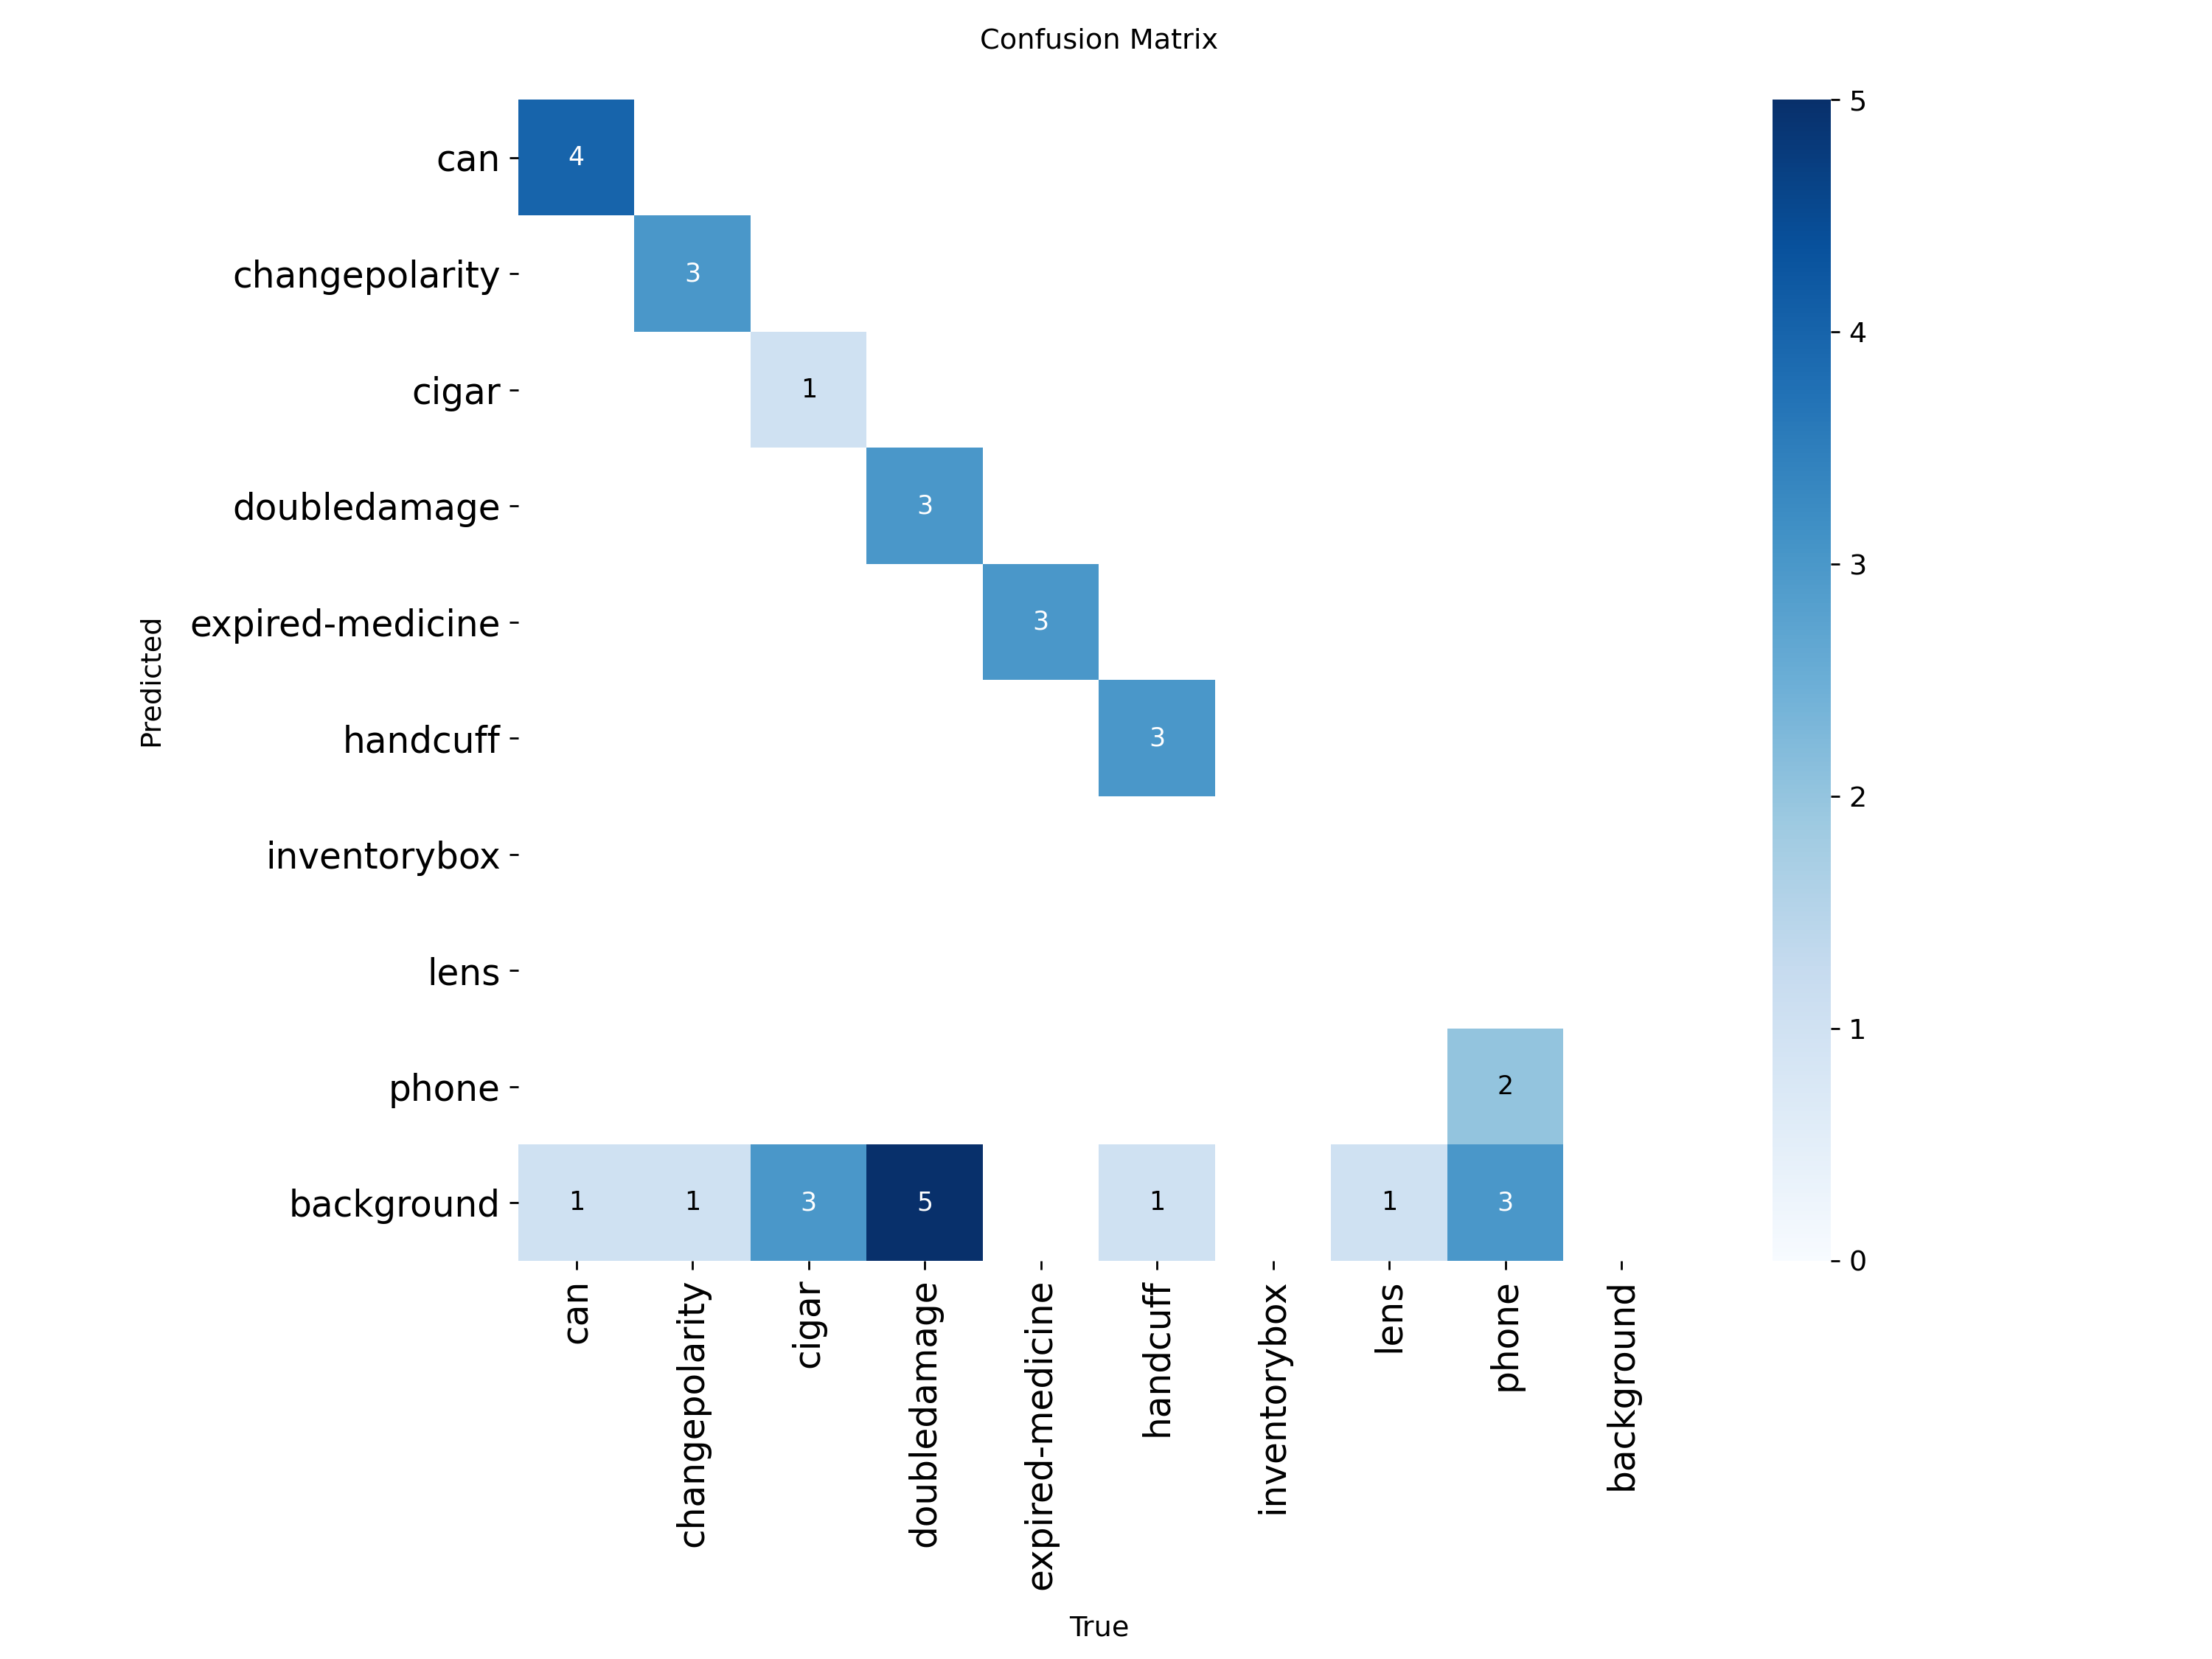 Confusion Matrix
can
changepolarity
cigar
doubledamage
expired-medicine
handcuff
inventorybox
lens
phone
background
Predicted
4
3
1
3
3
3
2
1 1 3 5 1 1 3
can
changepolarity
cigar
doubledamage
expired-medicine
handcuff
inventorybox
lens
phone
background
True
5
4
3
2
1
0